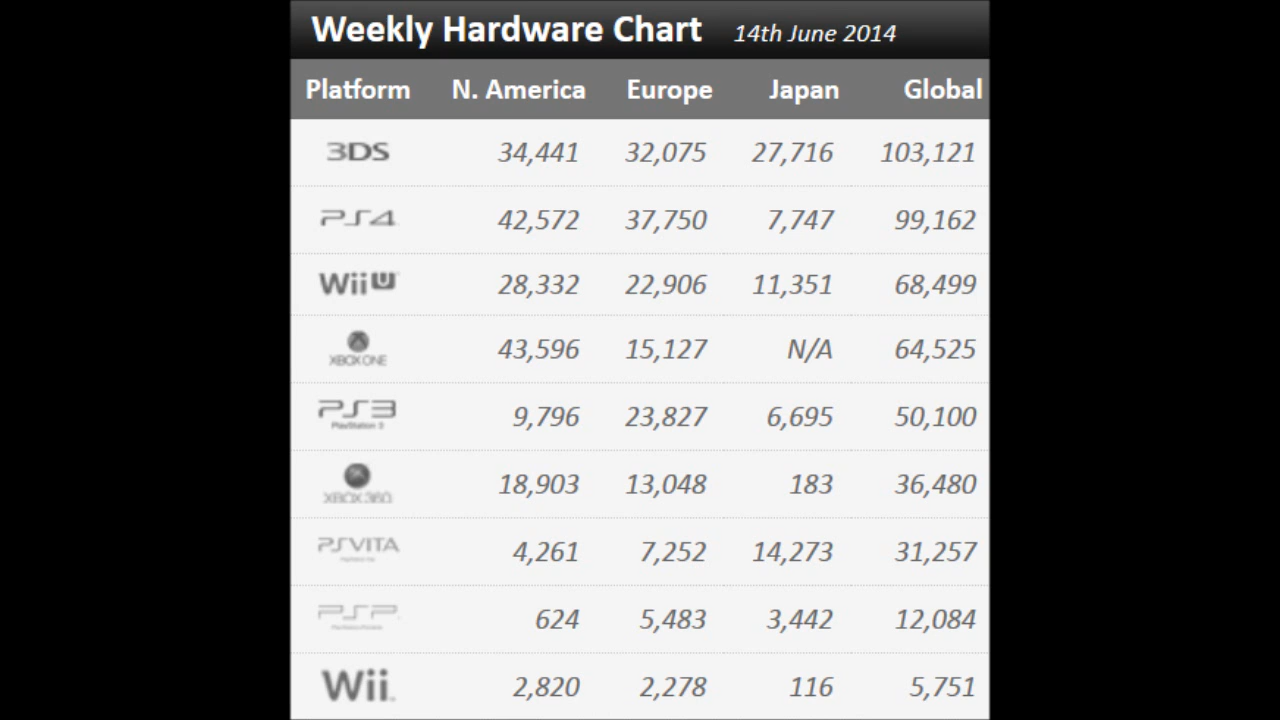 Weekly Hardware Chart 14th June 2014
Platform N. America Europe Japan Global
3DS 34,441 32,075 27,716 103,121
PS4 42,572 37,750 7,747 99,162
Wii U 28,332 22,906 11,351 68,499
XBOX ONE 43,596 15,127 N/A 64,525
PS3 9,796 23,827 6,695 50,100
PlayStation 3
XBOX 360 18,903 13,048 183 36,480
PSVITA 4,261 7,252 14,273 31,257
PSP 624 5,483 3,442 12,084
Wii 2,820 2,278 116 5,751